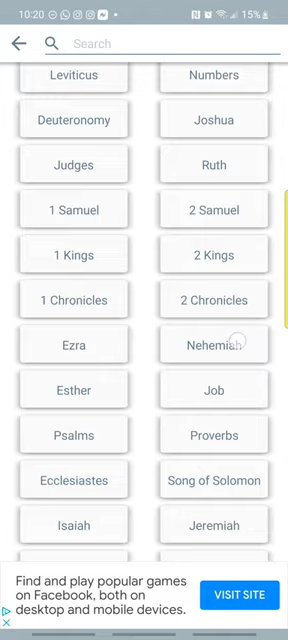 10:20
15%
Search
Leviticus
Numbers
Deuteronomy
Joshua
Judges
Ruth
1 Samuel
2 Samuel
1 Kings
2 Kings
1 Chronicles
2 Chronicles
Ezra
Nehemiah
Esther
Job
Psalms
Proverbs
Ecclesiastes
Song of Solomon
Isaiah
Jeremiah
Find and play popular games
on Facebook, both on
desktop and mobile devices.
VISIT SITE